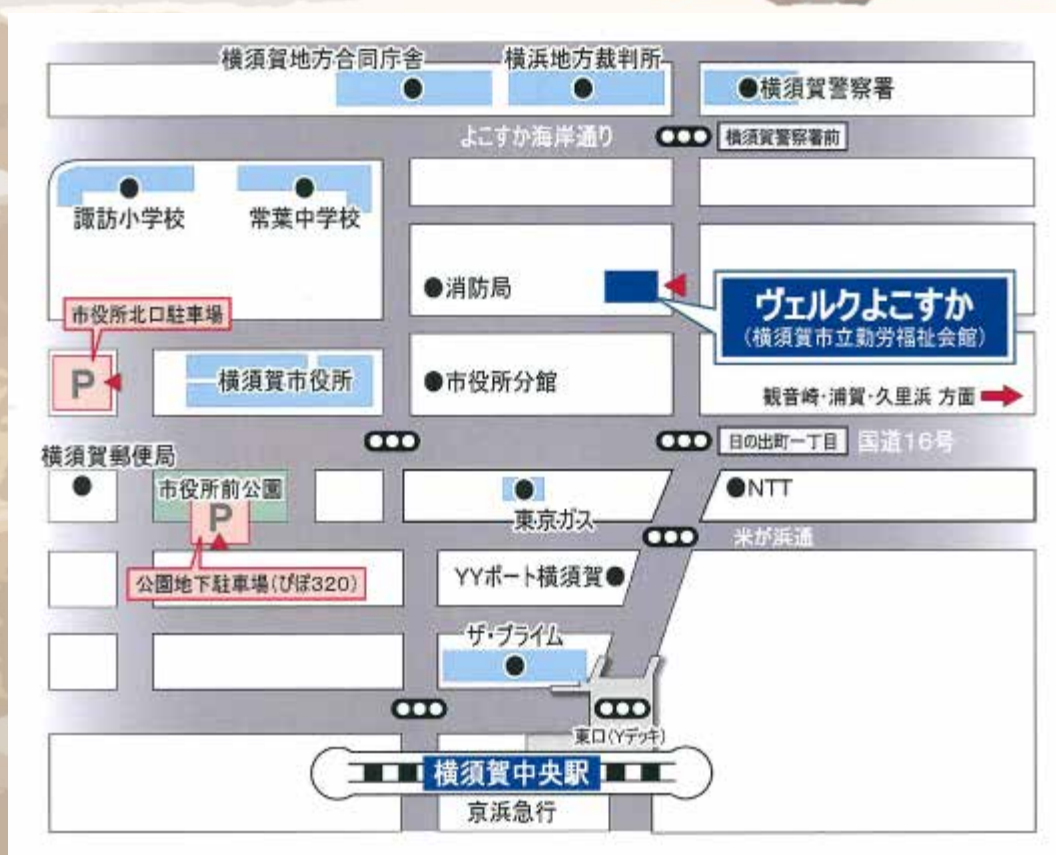 横須賀地方合同庁舎
横浜地方裁判所
横須賀警察署
よこすか海岸通り
横須賀警察署前
諏訪小学校
常葉中学校
消防局
市役所北口駐車場
ヴェルクよこすか
(横須賀市立勤労福祉会館)
P
横須賀市役所
市役所分館
観音崎・浦賀・久里浜 方面
日の出町一丁目
国道16号
横須賀郵便局
市役所前公園
P
東京ガス
NTT
米が浜通
公園地下駐車場(ぴぽ320)
YYポート横須賀
ザ・プライム
東口(Yデッキ)
横須賀中央駅
京浜急行